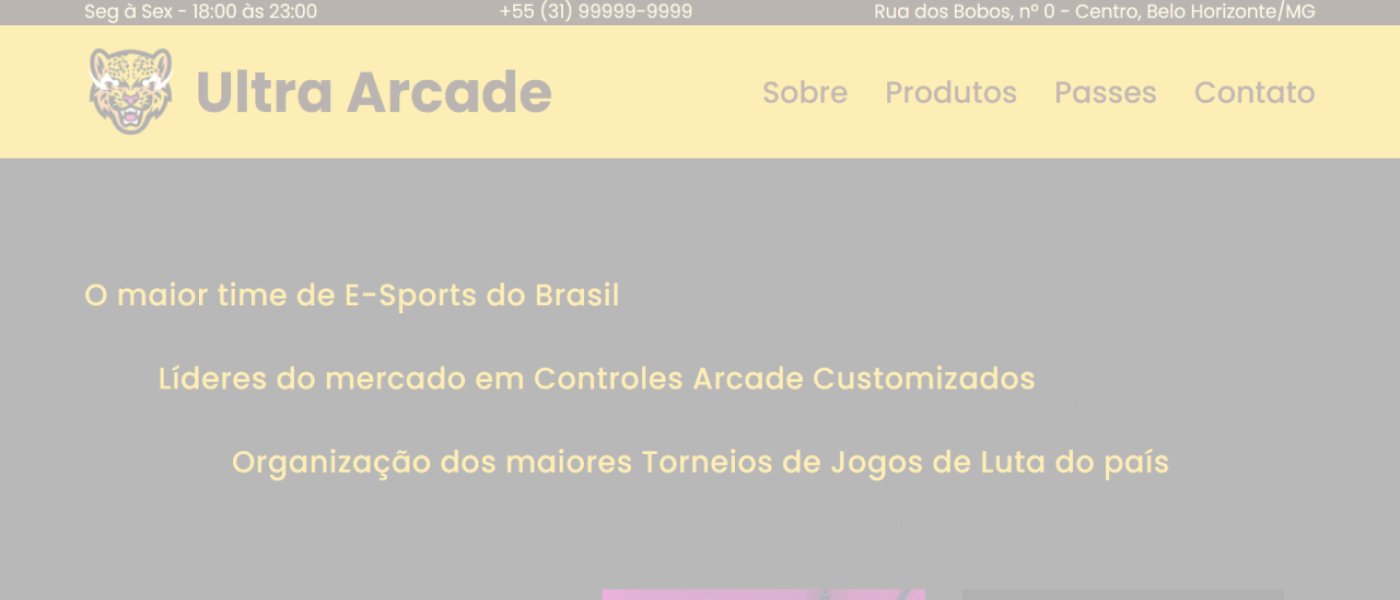 Seg à Sex - 18:00 às 23:00 +55 (31) 99999-9999 Rua dos Bobos, nº 0 - Centro, Belo Horizonte/MG
Ultra Arcade Sobre Produtos Passes Contato
O maior time de E-Sports do Brasil
Líderes do mercado em Controles Arcade Customizados
Organização dos maiores Torneios de Jogos de Luta do país